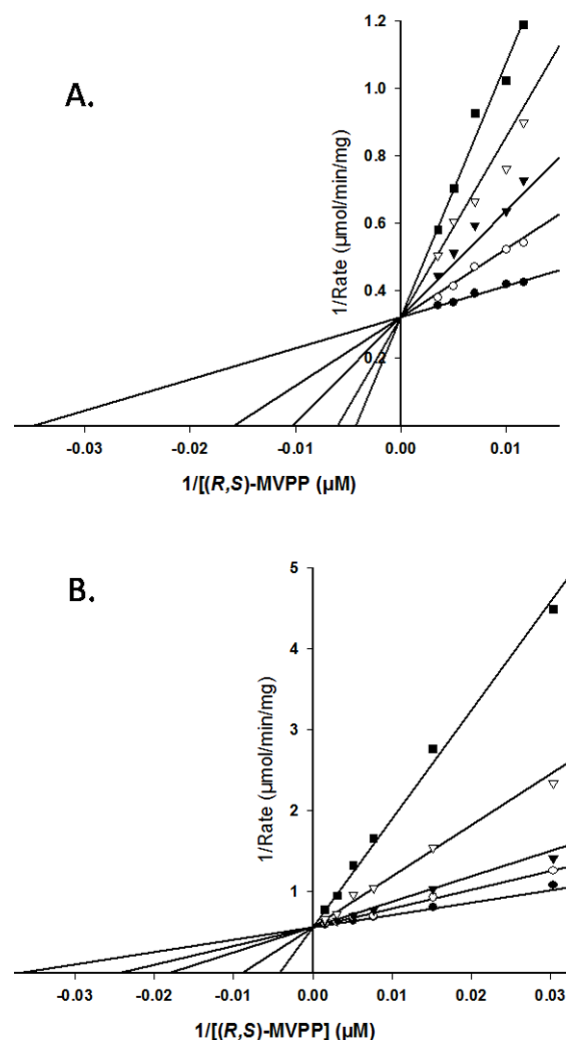 A.
1/Rate (µmol/min/mg)
1.2
1.0
0.8
0.6
0.4
0.2
-0.03 -0.02 -0.01 0.00 0.01
1/[(R,S)-MVPP (µM)
B.
1/Rate (µmol/min/mg)
5
4
3
2
1
-0.03 -0.02 -0.01 0.00 0.01 0.02 0.03
1/[(R,S)-MVPP] (µM)